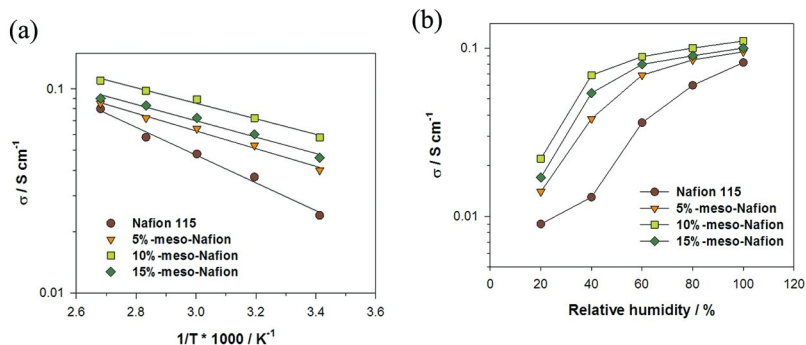 (a)
0.1
0.01
σ / S cm⁻¹
Nafion 115
5%-meso-Nafion
10%-meso-Nafion
15%-meso-Nafion
2.6 2.8 3.0 3.2 3.4 3.6
1/T * 1000 / K⁻¹
(b)
0.1
0.01
σ / S cm⁻¹
Nafion 115
5%-meso-Nafion
10%-meso-Nafion
15%-meso-Nafion
0 20 40 60 80 100 120
Relative humidity / %